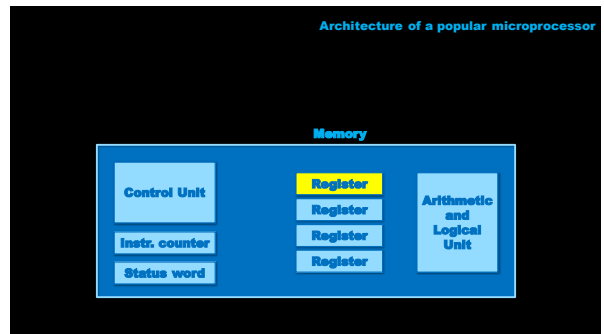 Architecture of a popular microprocessor
Memory
Control Unit
Instr. counter
Status word
Register
Register
Register
Register
Arithmetic
and
Logical
Unit